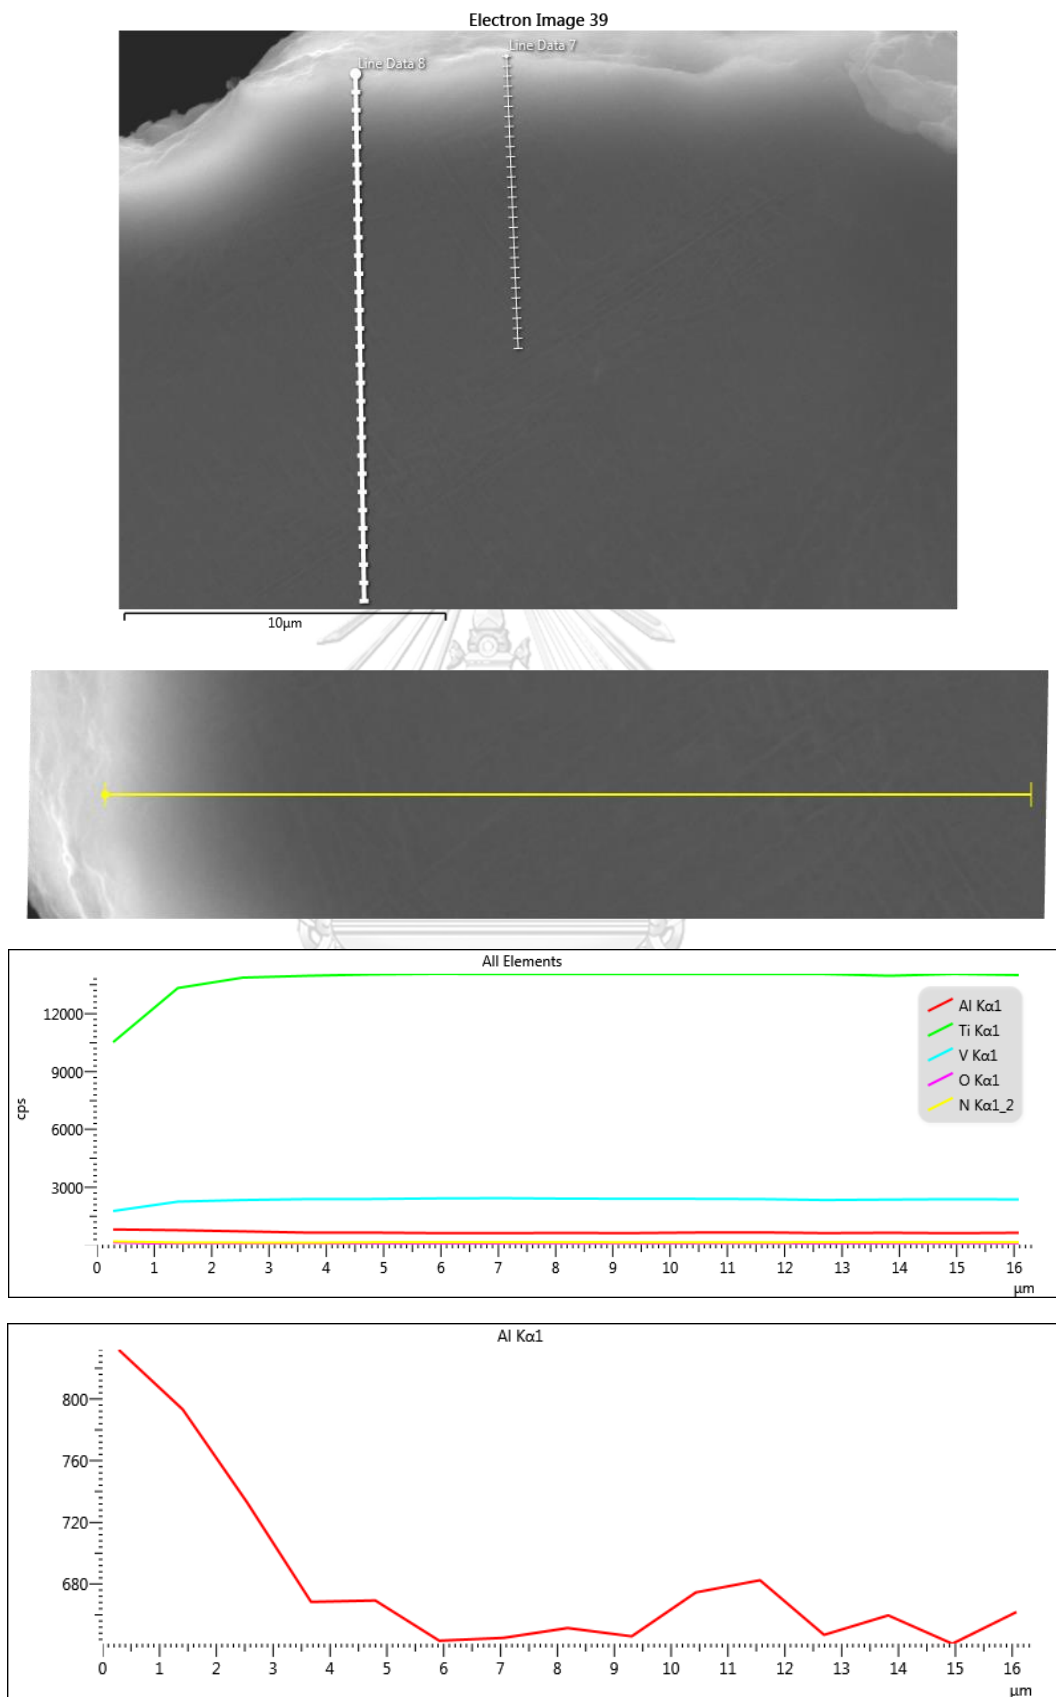 Electron Image 39
Line Data 8
Line Data 7
10µm
All Elements
cps
12000
9000
6000
3000
Al Kα1
Ti Kα1
V Kα1
O Kα1
N Kα1_2
0 1 2 3 4 5 6 7 8 9 10 11 12 13 14 15 16
µm
Al Kα1
800
760
720
680
0 1 2 3 4 5 6 7 8 9 10 11 12 13 14 15 16
µm